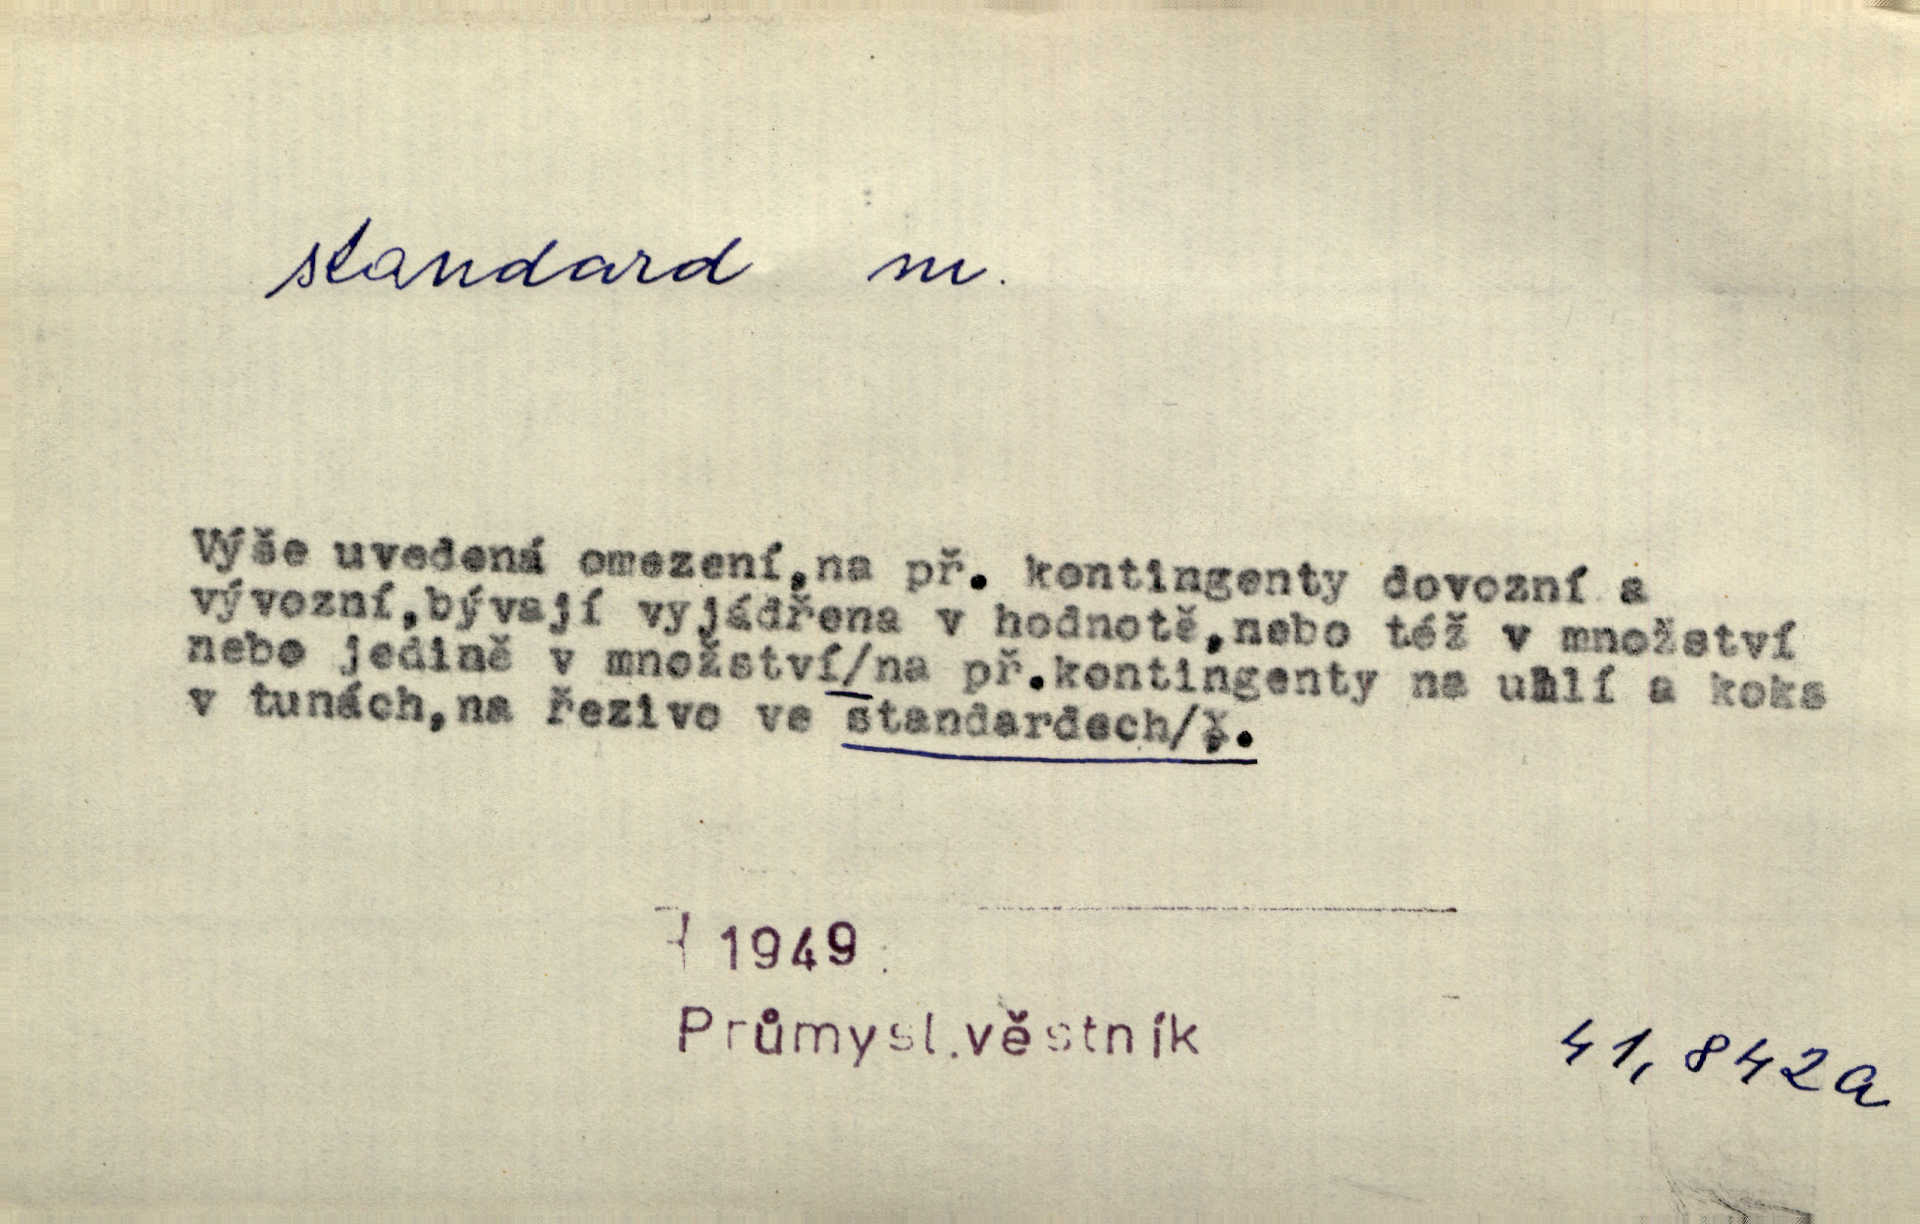 standard m.
Výše uvedená omezení,na př. kontingenty dovozní a
vývozní,bývají vyjádřena v hodnotě,nebo též v množství
nebo jedině v množství/na př.kontingenty na uhlí a koks
v tunách,na řezivo ve standardech/.
1949
Průmysl.věstník
41,842a